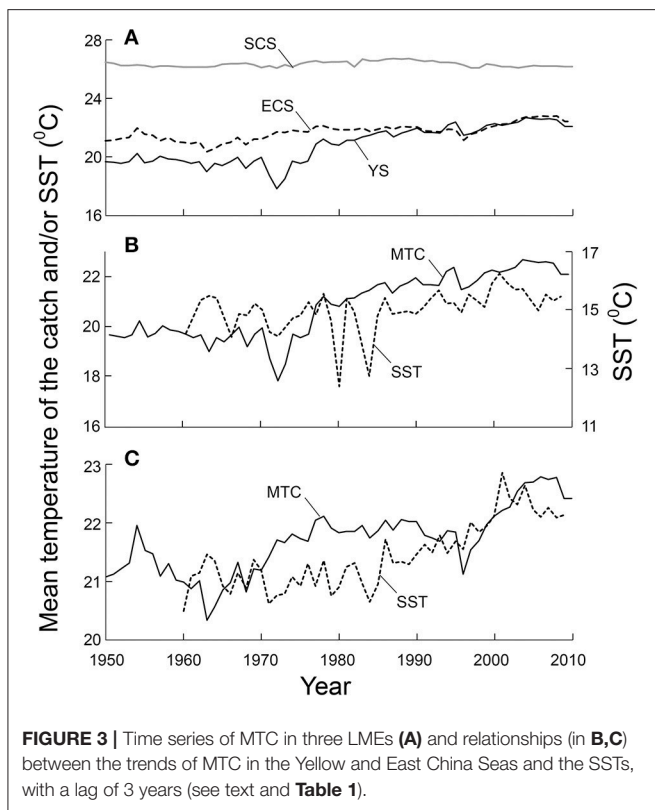 A
28
24
20
16
SCS
ECS
YS
B
22
20
18
16
MTC
SST
17
15
13
11
SST (⁰C)
C
23
22
21
20
MTC
SST
1950 1960 1970 1980 1990 2000 2010
Year
Mean temperature of the catch and/or SST (⁰C)
FIGURE 3 | Time series of MTC in three LMEs (A) and relationships (in B,C)
between the trends of MTC in the Yellow and East China Seas and the SSTs,
with a lag of 3 years (see text and Table 1).